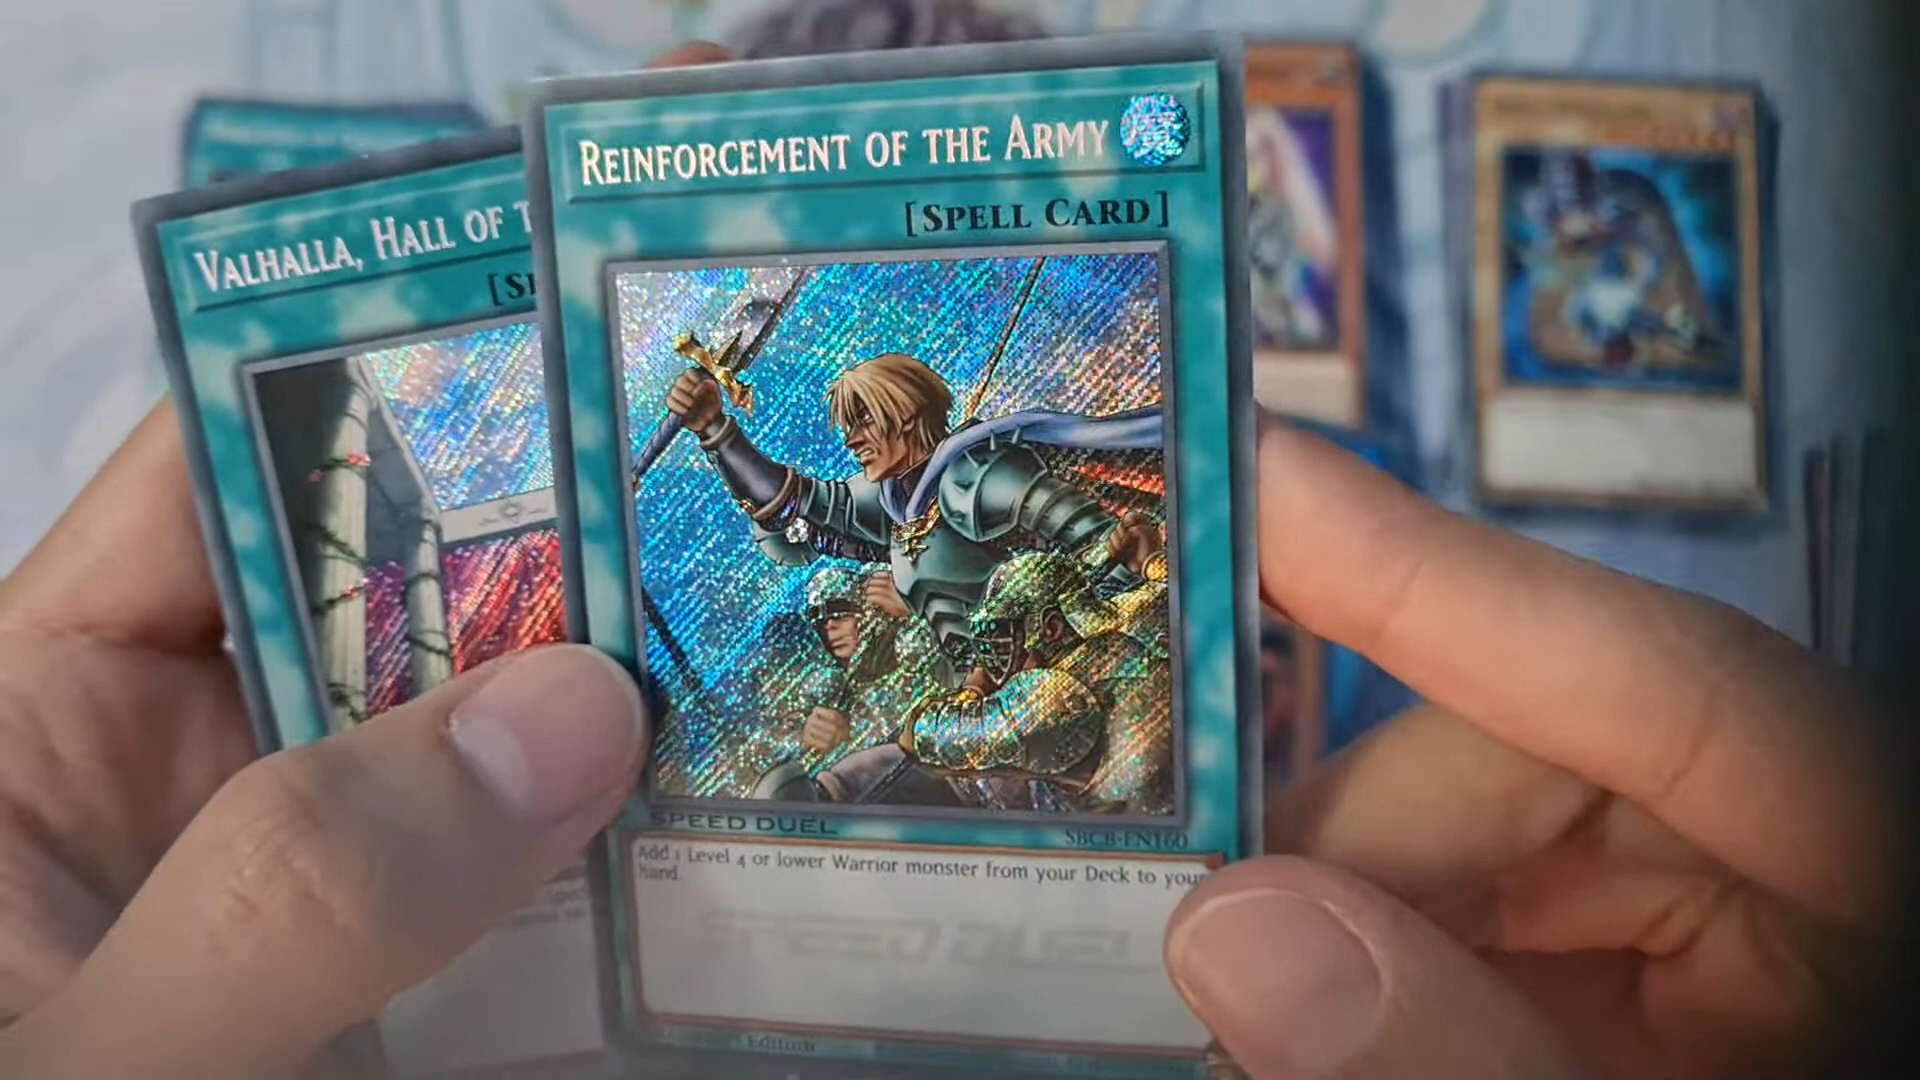 REINFORCEMENT OF THE ARMY
[SPELL CARD]
SPEED DUEL
SBCB-EN160
Add 1 Level 4 or lower Warrior monster from your Deck to your
hand.
Edition
VALHALLA, HALL OF